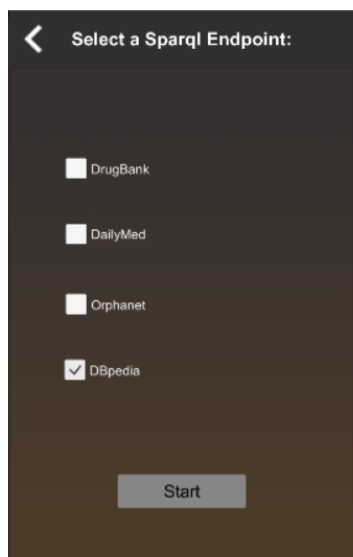 Select a Sparql Endpoint:
DrugBank
DailyMed
Orphanet
DBpedia
Start